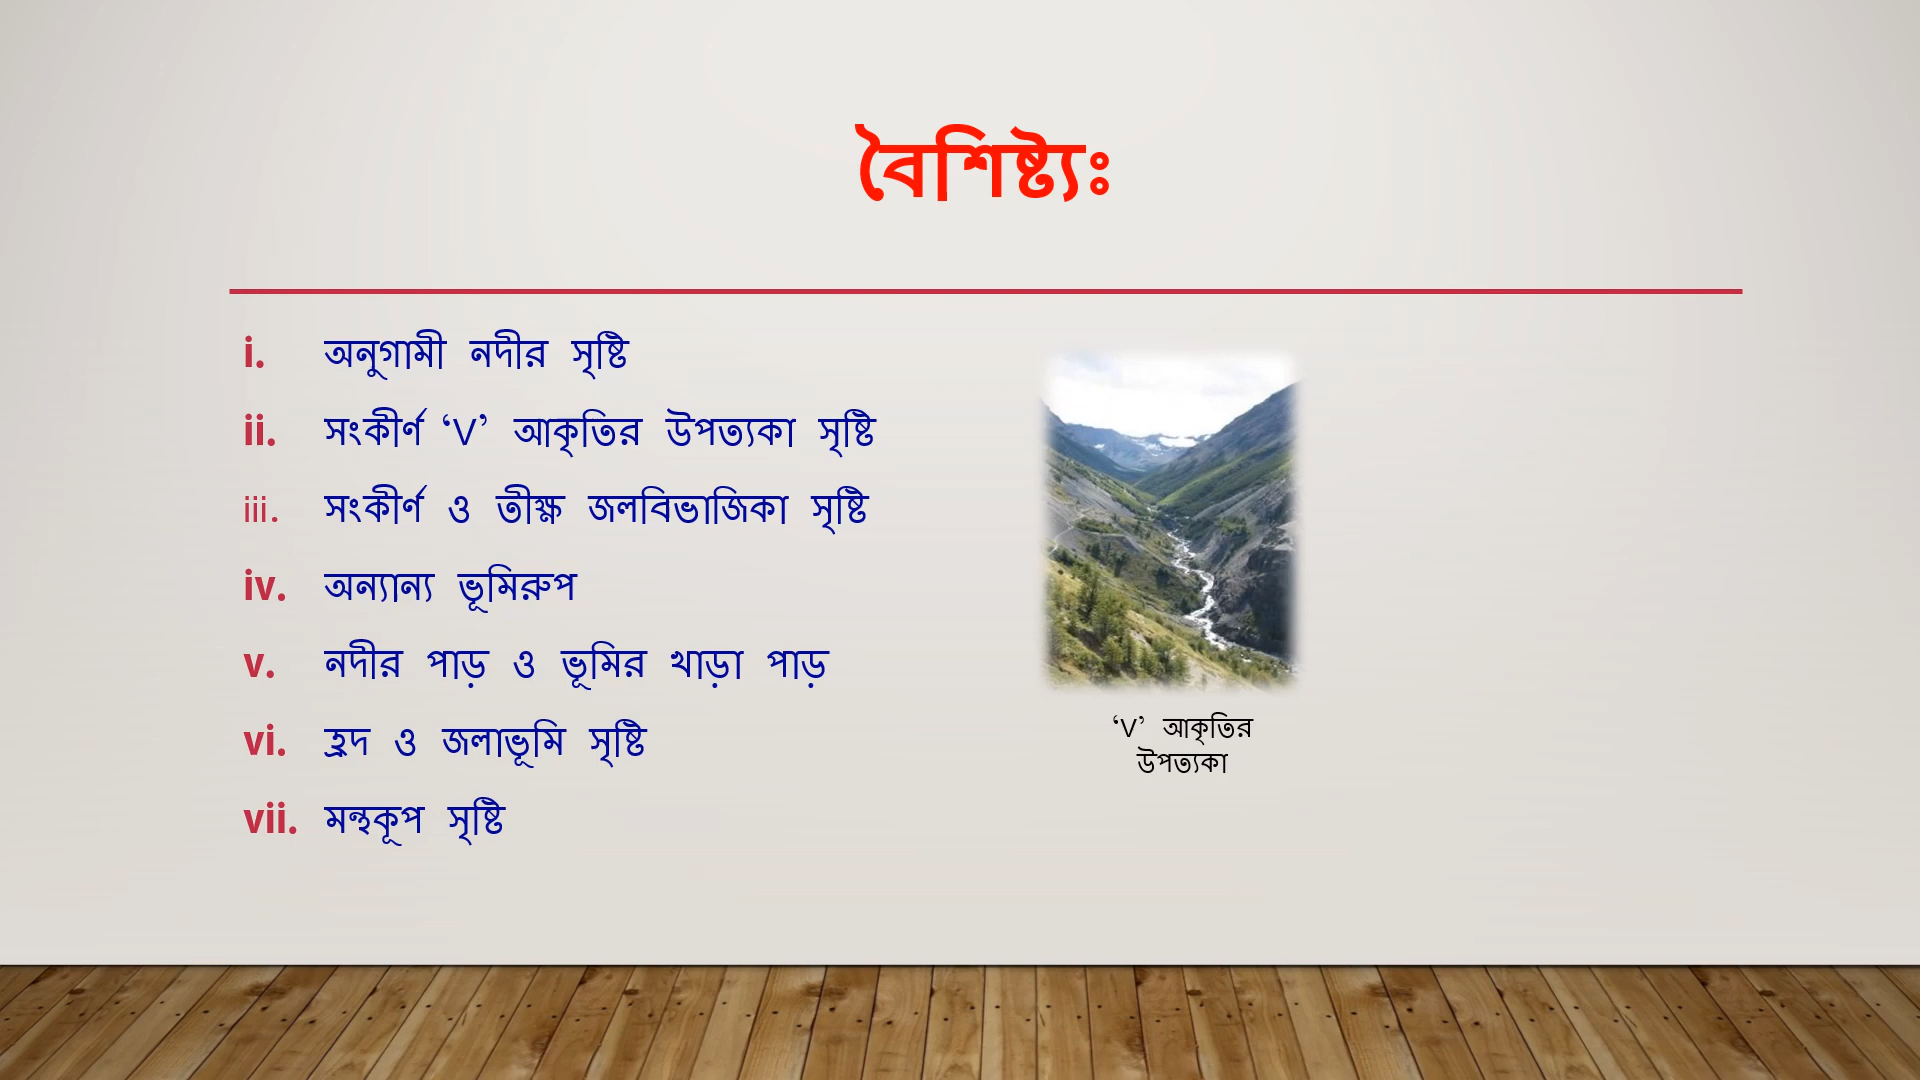 বৈশিষ্ট্যঃ
i. অনুগামী নদীর সৃষ্টি
ii. সংকীর্ণ ‘V’ আকৃতির উপত্যকা সৃষ্টি
iii. সংকীর্ণ ও তীক্ষ্ণ জলবিভাজিকা সৃষ্টি
iv. অন্যান্য ভূমিরুপ
v. নদীর পাড় ও ভূমির খাড়া পাড়
vi. হ্রদ ও জলাভূমি সৃষ্টি
vii. মন্থকূপ সৃষ্টি
‘V’ আকৃতির
উপত্যকা